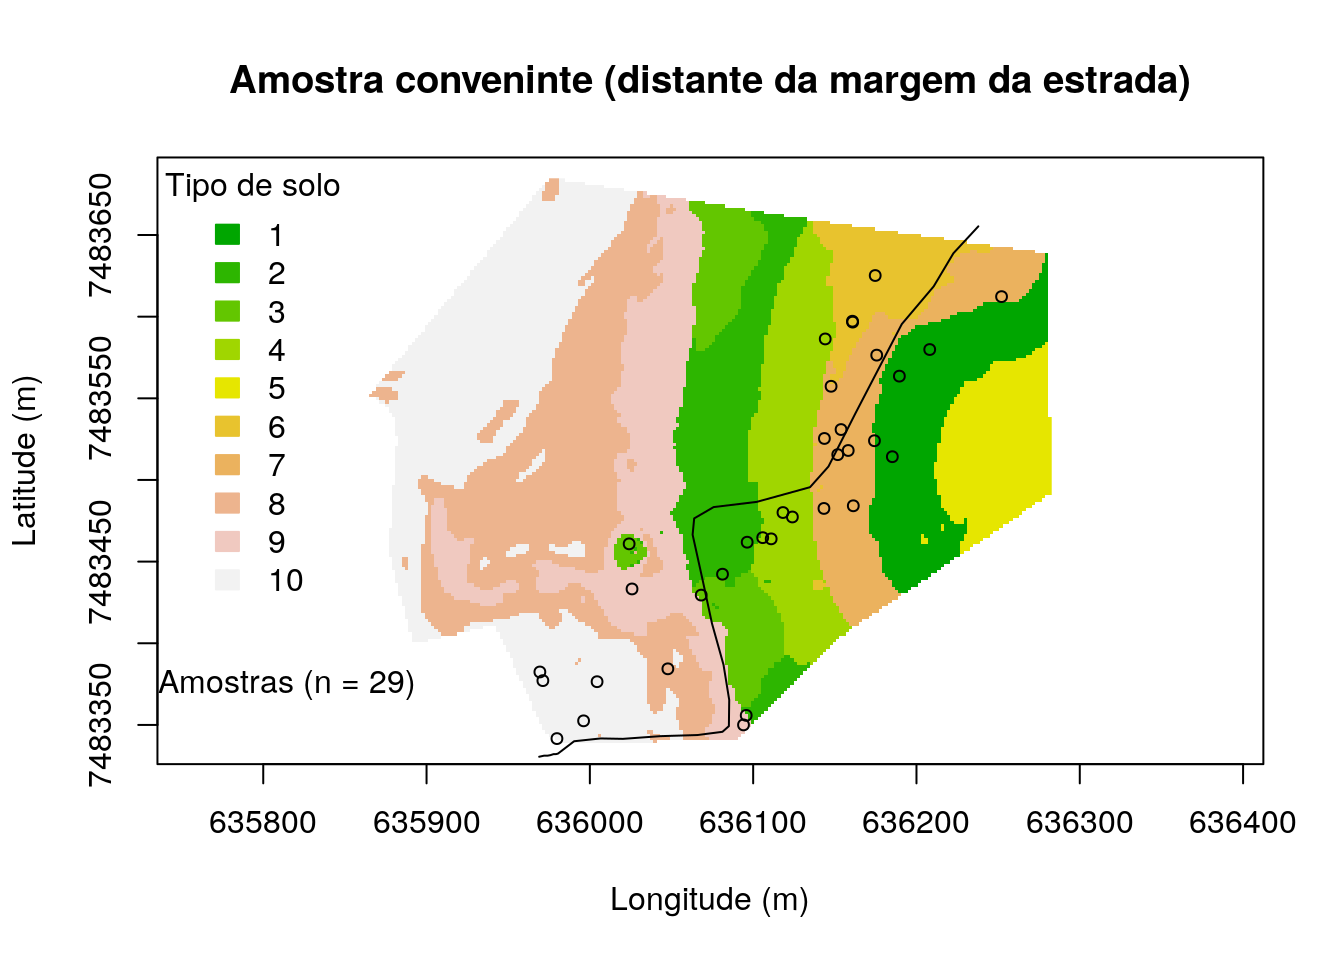 Amostra conveninte (distante da margem da estrada)
Tipo de solo
1
2
3
4
5
6
7
8
9
10
Amostras (n = 29)
Latitude (m)
7483650
7483550
7483450
7483350
635800 635900 636000 636100 636200 636300 636400
Longitude (m)